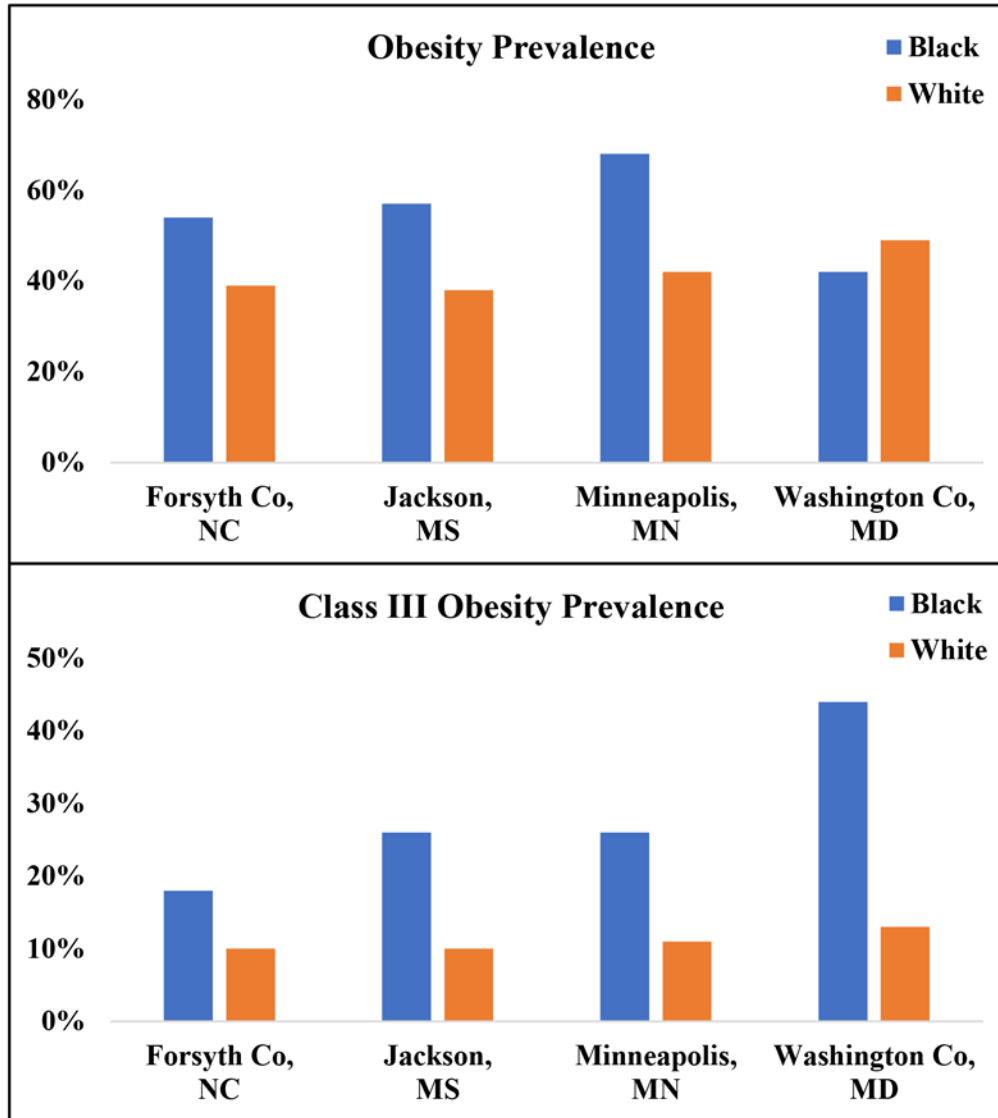 Obesity Prevalence
Black
White
80%
60%
40%
20%
0%
Forsyth Co,
NC
Jackson,
MS
Minneapolis,
MN
Washington Co,
MD
Class III Obesity Prevalence
Black
White
50%
40%
30%
20%
10%
0%
Forsyth Co,
NC
Jackson,
MS
Minneapolis,
MN
Washington Co,
MD